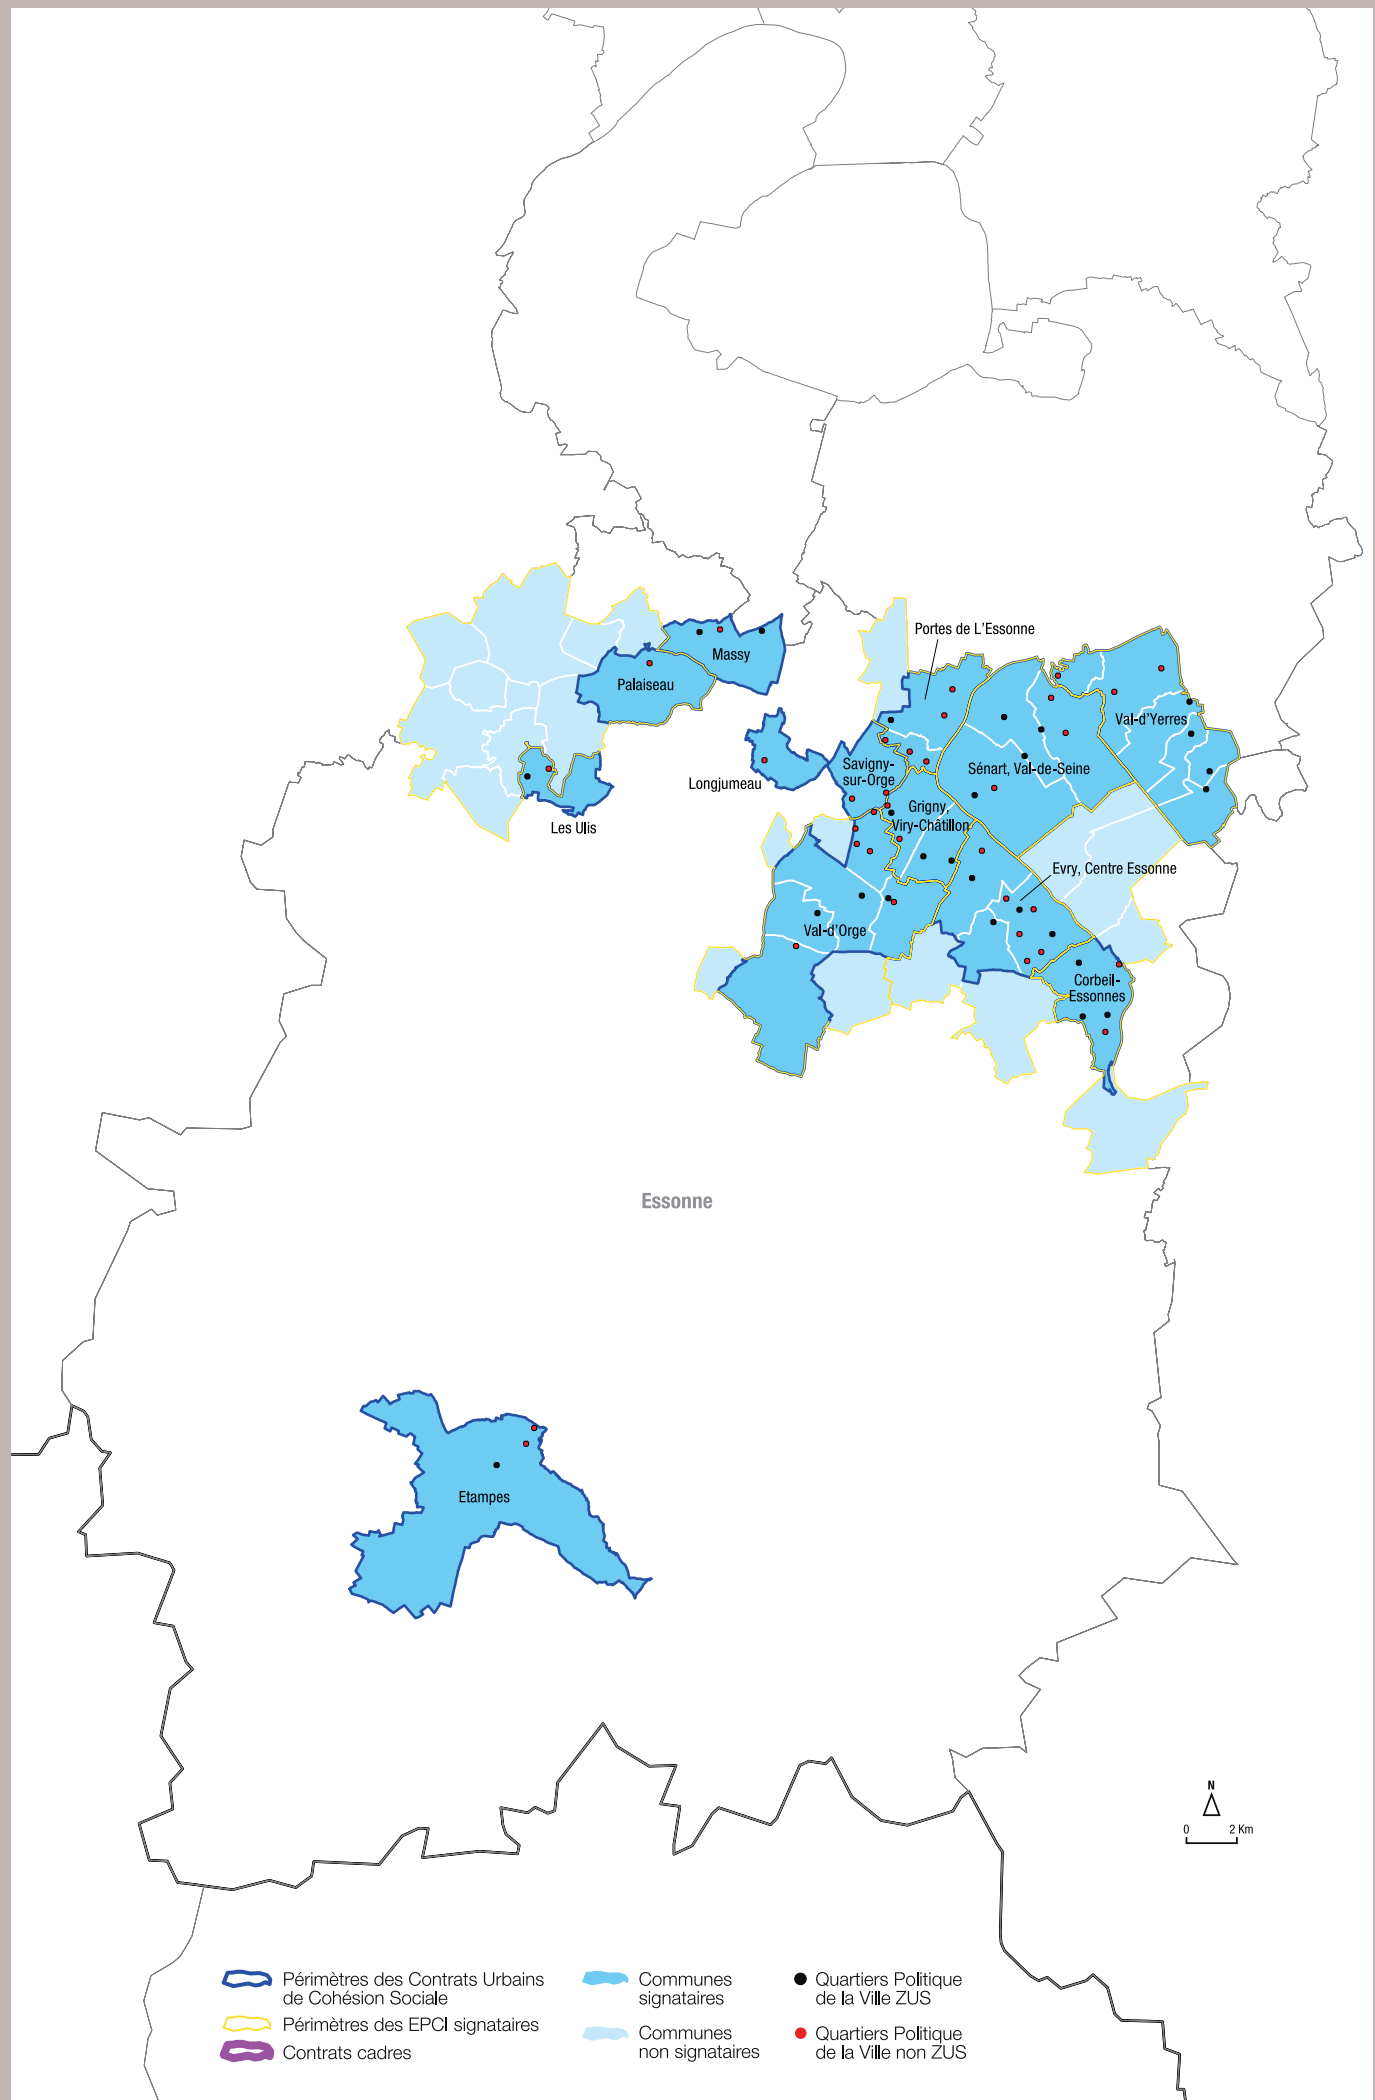 Portes de L'Essonne
Massy
Palaiseau
Val-d'Yerres
Savigny-
sur-Orge
Sénart, Val-de-Seine
Longjumeau
Grigny,
Viry-Châtillon
Les Ulis
Evry, Centre Essonne
Val-d'Orge
Corbeil-
Essonnes
Essonne
Etampes
N
0 2 Km
Périmètres des Contrats Urbains
de Cohésion Sociale
Périmètres des EPCI signataires
Contrats cadres
Communes
signataires
Communes
non signataires
Quartiers Politique
de la Ville ZUS
Quartiers Politique
de la Ville non ZUS